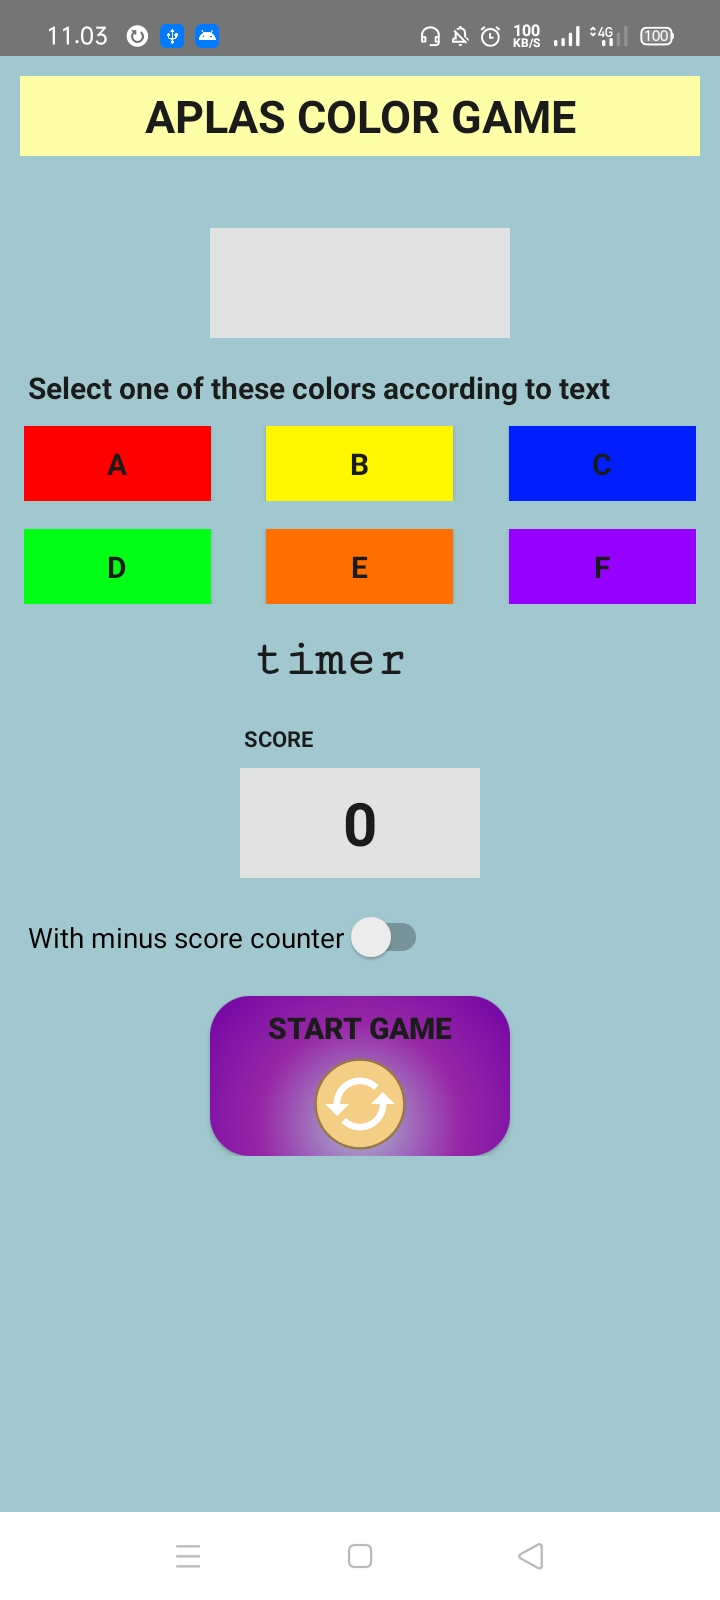 11.03 100 KB/S 4G 100
APLAS COLOR GAME
Select one of these colors according to text
A B C
D E F
timer
SCORE
0
With minus score counter
START GAME